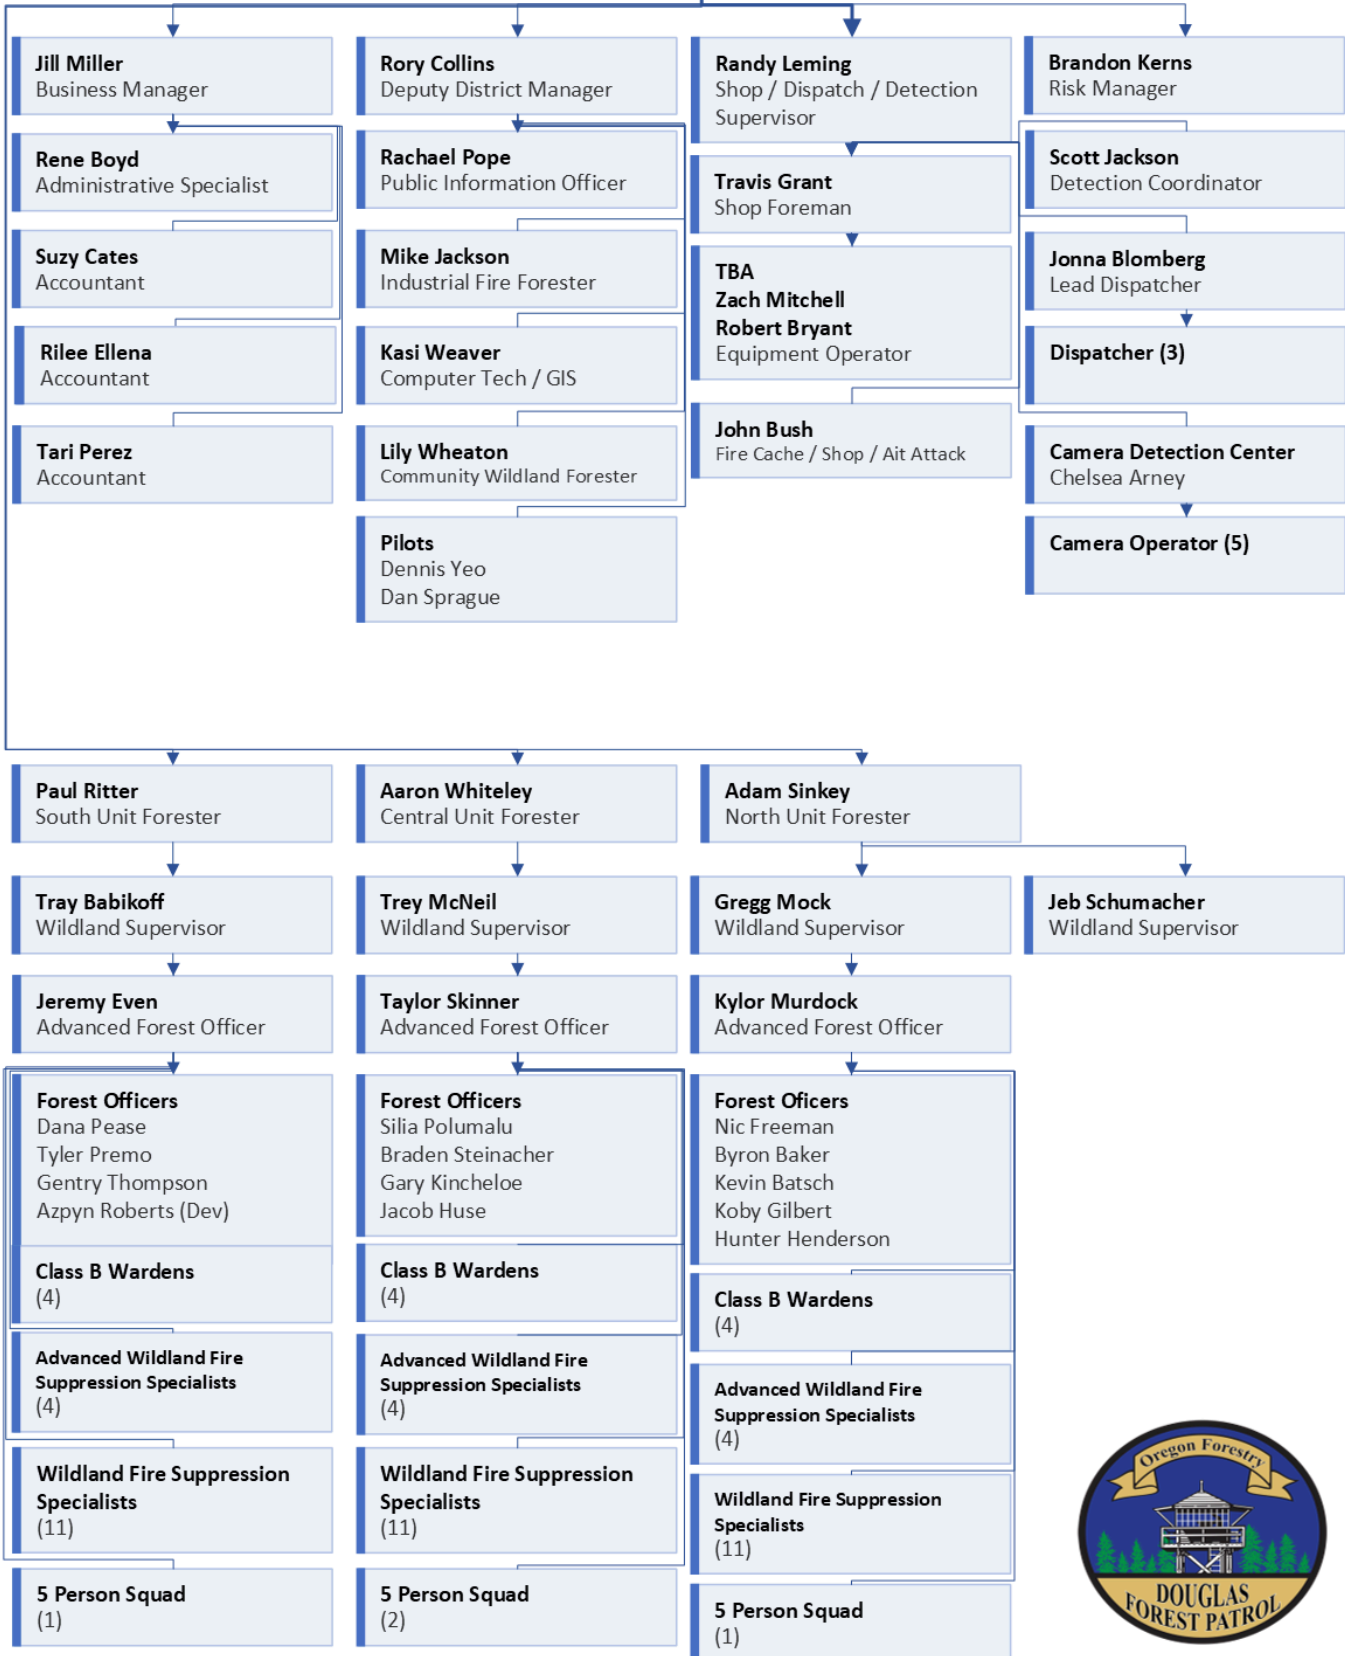 Jill Miller
Business Manager
Rene Boyd
Administrative Specialist
Suzy Cates
Accountant
Rilee Ellena
Accountant
Tari Perez
Accountant
Rory Collins
Deputy District Manager
Rachael Pope
Public Information Officer
Mike Jackson
Industrial Fire Forester
Kasi Weaver
Computer Tech / GIS
Lily Wheaton
Community Wildland Forester
Pilots
Dennis Yeo
Dan Sprague
Randy Leming
Shop / Dispatch / Detection
Supervisor
Travis Grant
Shop Foreman
TBA
Zach Mitchell
Robert Bryant
Equipment Operator
John Bush
Fire Cache / Shop / Ait Attack
Brandon Kerns
Risk Manager
Scott Jackson
Detection Coordinator
Jonna Blomberg
Lead Dispatcher
Dispatcher (3)
Camera Detection Center
Chelsea Arney
Camera Operator (5)
Paul Ritter
South Unit Forester
Tray Babikoff
Wildland Supervisor
Jeremy Even
Advanced Forest Officer
Forest Officers
Dana Pease
Tyler Premo
Gentry Thompson
Azpyn Roberts (Dev)
Class B Wardens
(4)
Advanced Wildland Fire
Suppression Specialists
(4)
Wildland Fire Suppression
Specialists
(11)
5 Person Squad
(1)
Aaron Whiteley
Central Unit Forester
Trey McNeil
Wildland Supervisor
Taylor Skinner
Advanced Forest Officer
Forest Officers
Silia Polumalu
Braden Steinacher
Gary Kincheloe
Jacob Huse
Class B Wardens
(4)
Advanced Wildland Fire
Suppression Specialists
(4)
Wildland Fire Suppression
Specialists
(11)
5 Person Squad
(2)
Adam Sinkey
North Unit Forester
Gregg Mock
Wildland Supervisor
Kylor Murdock
Advanced Forest Officer
Forest Oficers
Nic Freeman
Byron Baker
Kevin Batsch
Koby Gilbert
Hunter Henderson
Class B Wardens
(4)
Advanced Wildland Fire
Suppression Specialists
(4)
Wildland Fire Suppression
Specialists
(11)
5 Person Squad
(1)
Jeb Schumacher
Wildland Supervisor
Oregon Forestry
DOUGLAS
FOREST PATROL